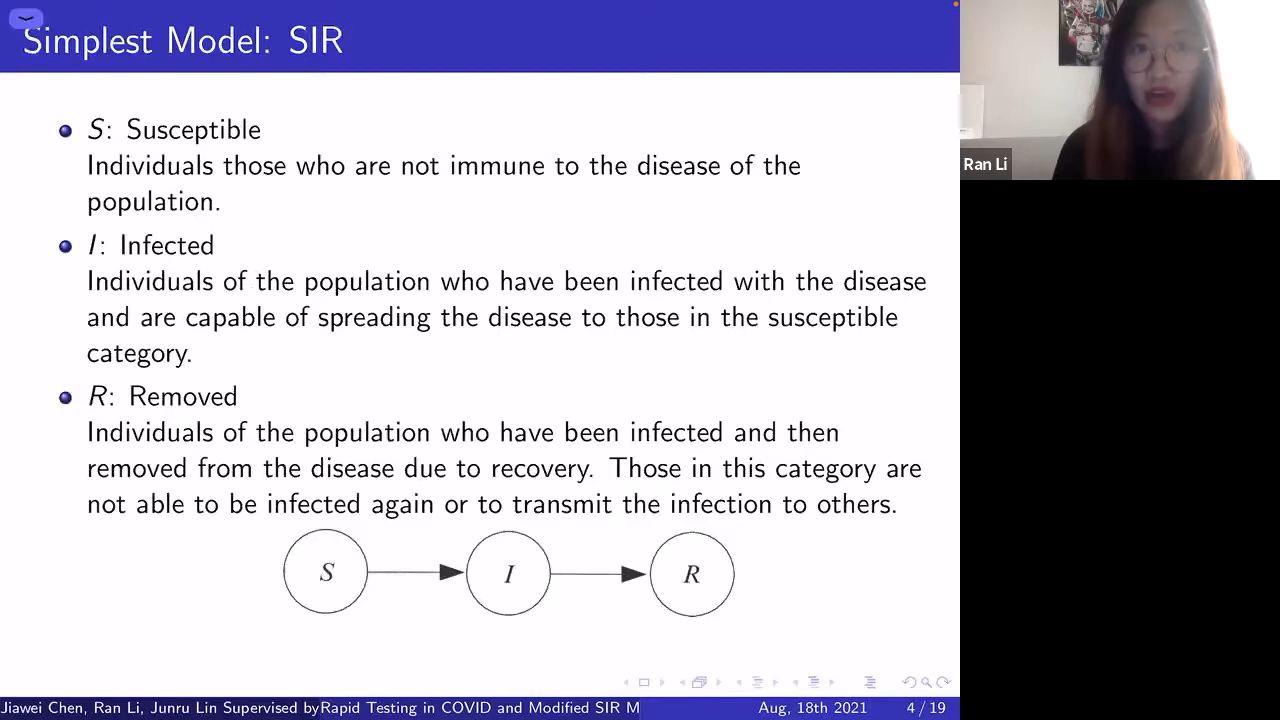 Simplest Model: SIR
S: Susceptible
Individuals those who are not immune to the disease of the
population.
I: Infected
Individuals of the population who have been infected with the disease
and are capable of spreading the disease to those in the susceptible
category.
R: Removed
Individuals of the population who have been infected and then
removed from the disease due to recovery. Those in this category are
not able to be infected again or to transmit the infection to others.
S I R
Jiawei Chen, Ran Li, Junru Lin Supervised by Rapid Testing in COVID and Modified SIR M Aug, 18th 2021 4 / 19
Ran Li